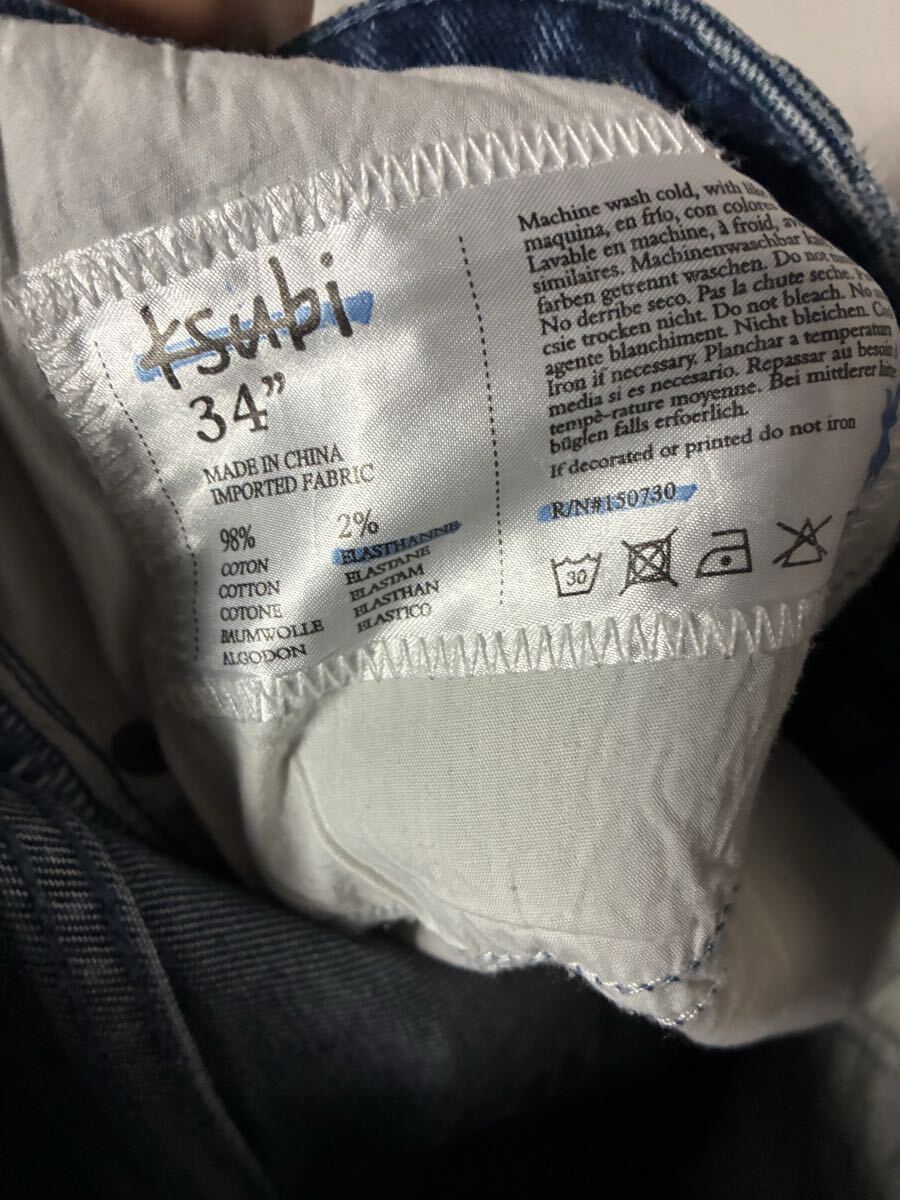 ksubi
34”
MADE IN CHINA
IMPORTED FABRIC
98%
COTON
COTTON
COTONE
BAUMWOLLE
ALGODON
2%
ELASTHANNE
ELASTANE
ELASTAM
ELASTHAN
ELASTICO
Machine wash cold, with like
maquina, en frío, con colores
Lavable en machine, à froid,
similaires. Machinenwaschbar
farben getrennt waschen. Do not
No derribe seco. Pas la chute seche.
csie trocken nicht. Do not bleach. No
agente blanchiment. Nicht bleichen.
Iron if necessary. Planchar a temperatura
media si es necesario. Repassar au besoin
tempè-rature moyenne. Bei mittlerer
büglen falls erfoerlich.
If decorated or printed do not iron
R/N#150730
30